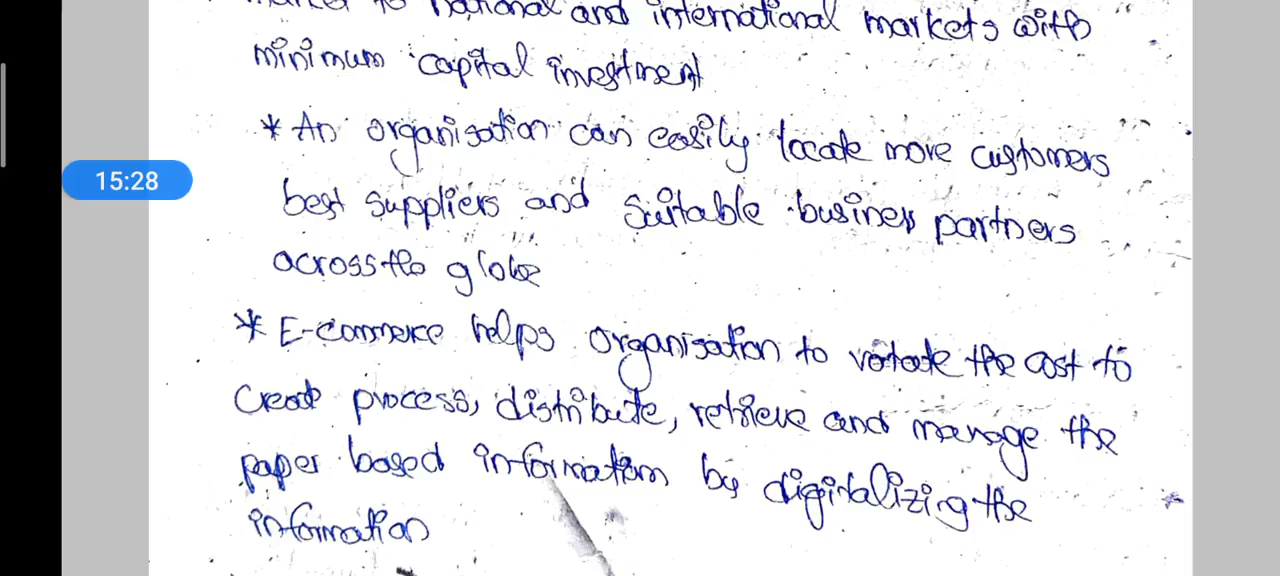 to national and international markets with
minimum capital investment
* An organisation can easily locate more customers
15:28
best suppliers and suitable business partners
across the globe
* E-commerce helps organisation to the cost to
Creat process, distribute, retrieve and manage the
paper based information by digitalizing the
information